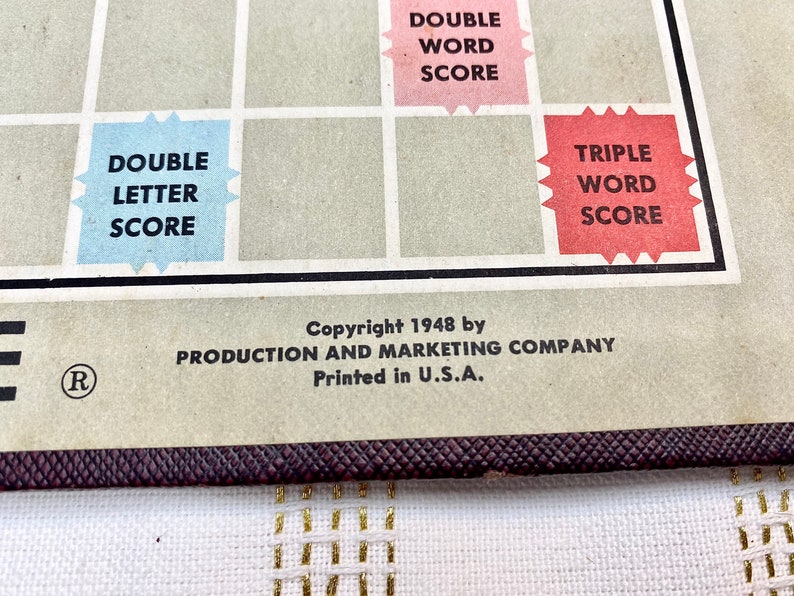 DOUBLE
WORD
SCORE
DOUBLE
LETTER
SCORE
TRIPLE
WORD
SCORE
E ®
Copyright 1948 by
PRODUCTION AND MARKETING COMPANY
Printed in U.S.A.